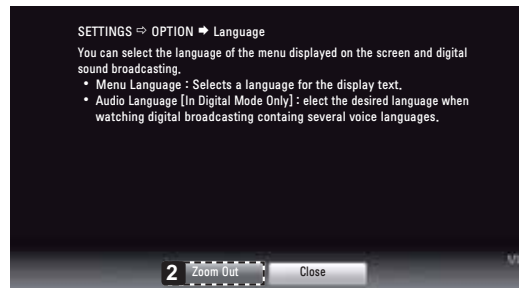 SETTINGS ⇨ OPTION ➡ Language
You can select the language of the menu displayed on the screen and digital
sound broadcasting.
• Menu Language : Selects a language for the display text.
• Audio Language [In Digital Mode Only] : elect the desired language when
watching digital broadcasting containg several voice languages.
2 Zoom Out Close